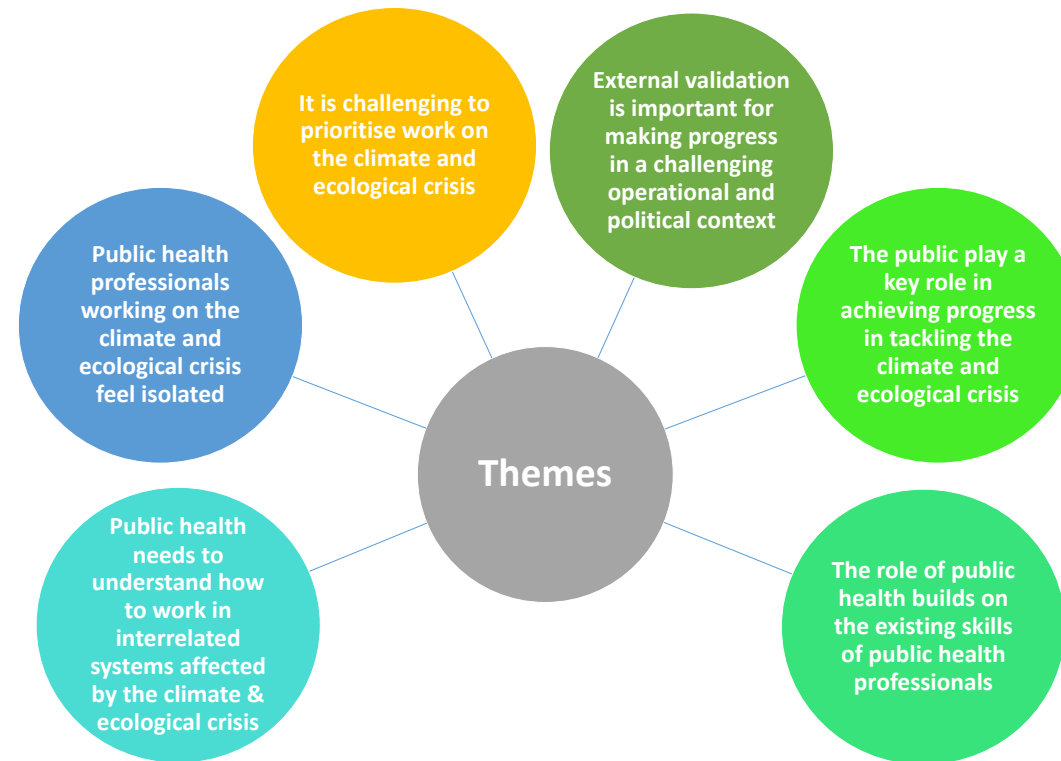 It is challenging to
prioritise work on
the climate and
ecological crisis
External validation
is important for
making progress
in a challenging
operational and
political context
Public health
professionals
working on the
climate and
ecological crisis
feel isolated
The public play a
key role in
achieving progress
in tackling the
climate and
ecological crisis
Themes
Public health
needs to
understand how
to work in
interrelated
systems affected
by the climate &
ecological crisis
The role of public
health builds on
the existing skills
of public health
professionals